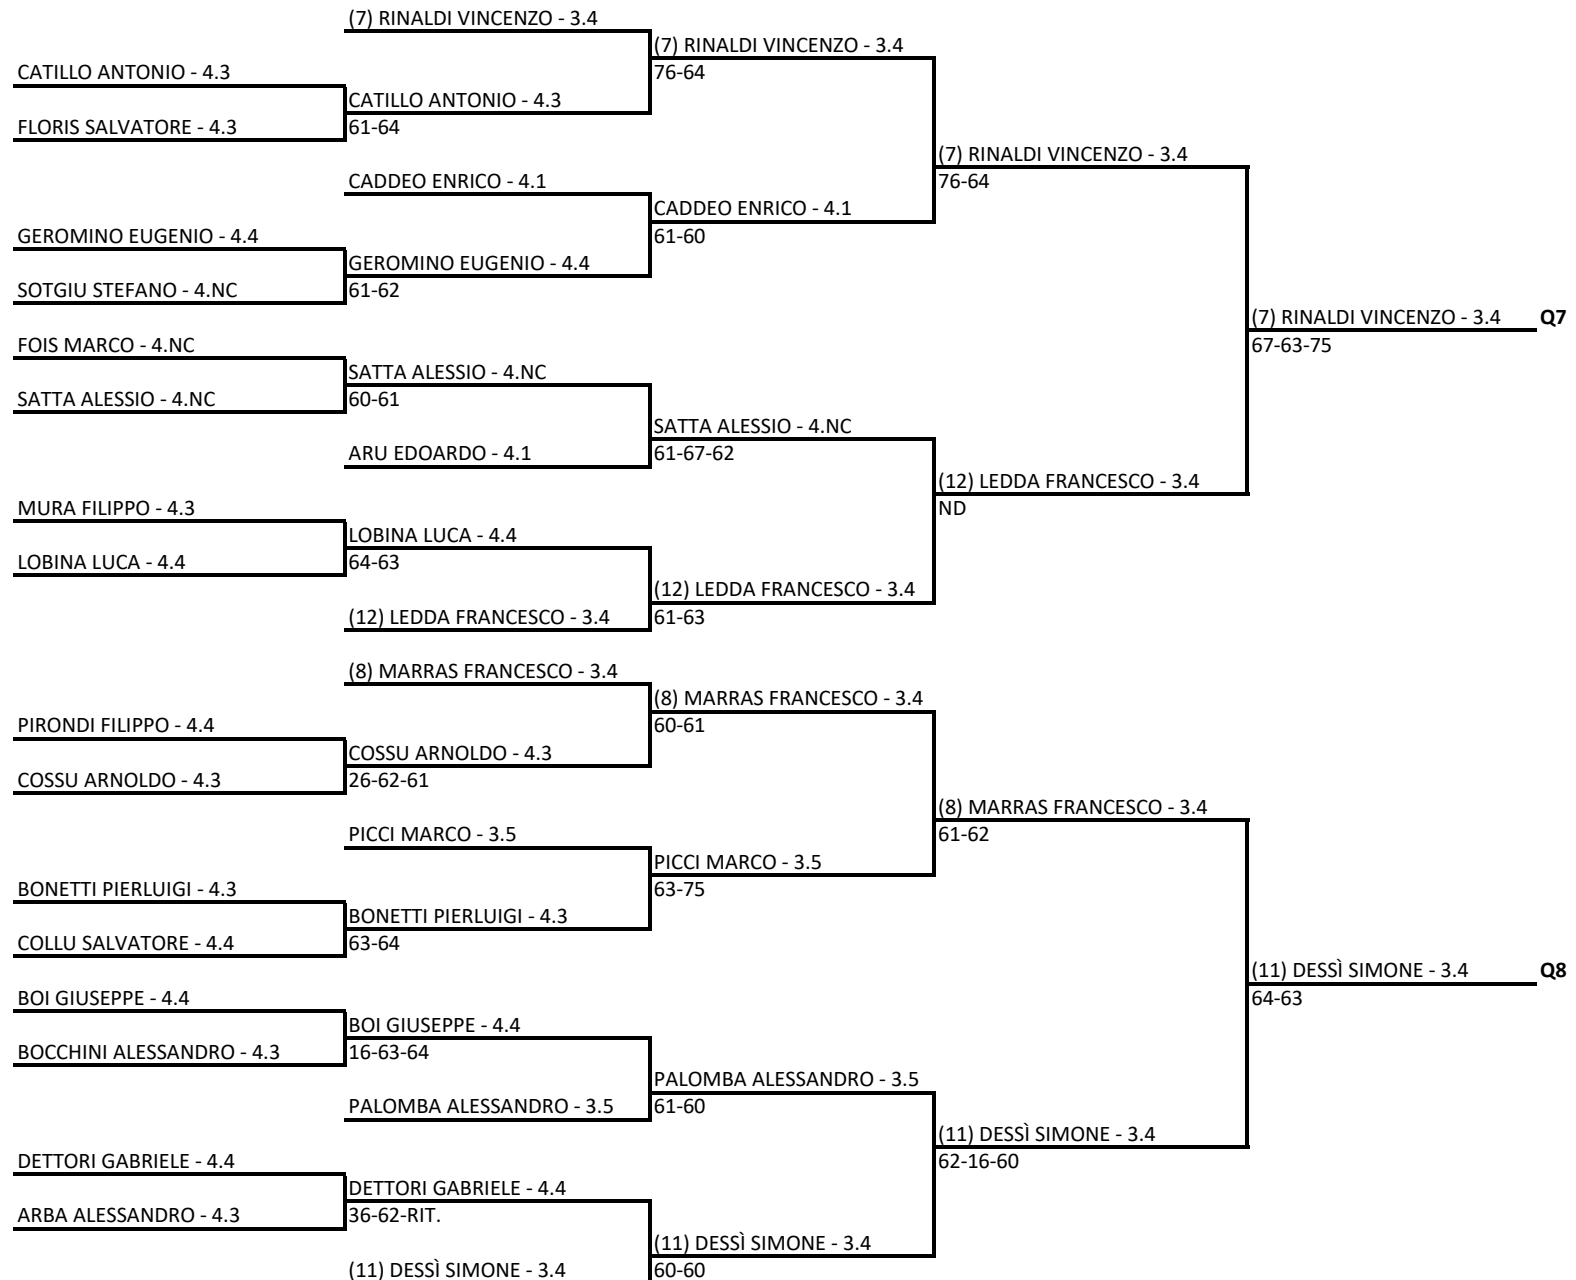 (7) RINALDI VINCENZO - 3.4
(7) RINALDI VINCENZO - 3.4
CATILLO ANTONIO - 4.3
76-64
CATILLO ANTONIO - 4.3
FLORIS SALVATORE - 4.3
61-64
(7) RINALDI VINCENZO - 3.4
CADDEO ENRICO - 4.1
76-64
CADDEO ENRICO - 4.1
GEROMINO EUGENIO - 4.4
61-60
GEROMINO EUGENIO - 4.4
SOTGIU STEFANO - 4.NC
61-62
(7) RINALDI VINCENZO - 3.4 Q7
FOIS MARCO - 4.NC
67-63-75
SATTA ALESSIO - 4.NC
SATTA ALESSIO - 4.NC
60-61
SATTA ALESSIO - 4.NC
ARU EDOARDO - 4.1
61-67-62
(12) LEDDA FRANCESCO - 3.4
MURA FILIPPO - 4.3
ND
LOBINA LUCA - 4.4
LOBINA LUCA - 4.4
64-63
(12) LEDDA FRANCESCO - 3.4
(12) LEDDA FRANCESCO - 3.4
61-63
(8) MARRAS FRANCESCO - 3.4
(8) MARRAS FRANCESCO - 3.4
PIRONDI FILIPPO - 4.4
60-61
COSSU ARNOLDO - 4.3
COSSU ARNOLDO - 4.3
26-62-61
(8) MARRAS FRANCESCO - 3.4
PICCI MARCO - 3.5
61-62
PICCI MARCO - 3.5
BONETTI PIERLUIGI - 4.3
63-75
BONETTI PIERLUIGI - 4.3
COLLU SALVATORE - 4.4
63-64
(11) DESSÌ SIMONE - 3.4 Q8
BOI GIUSEPPE - 4.4
64-63
BOI GIUSEPPE - 4.4
BOCCHINI ALESSANDRO - 4.3
16-63-64
PALOMBA ALESSANDRO - 3.5
PALOMBA ALESSANDRO - 3.5
61-60
(11) DESSÌ SIMONE - 3.4
DETTORI GABRIELE - 4.4
62-16-60
DETTORI GABRIELE - 4.4
ARBA ALESSANDRO - 4.3
36-62-RIT.
(11) DESSÌ SIMONE - 3.4
(11) DESSÌ SIMONE - 3.4
60-60